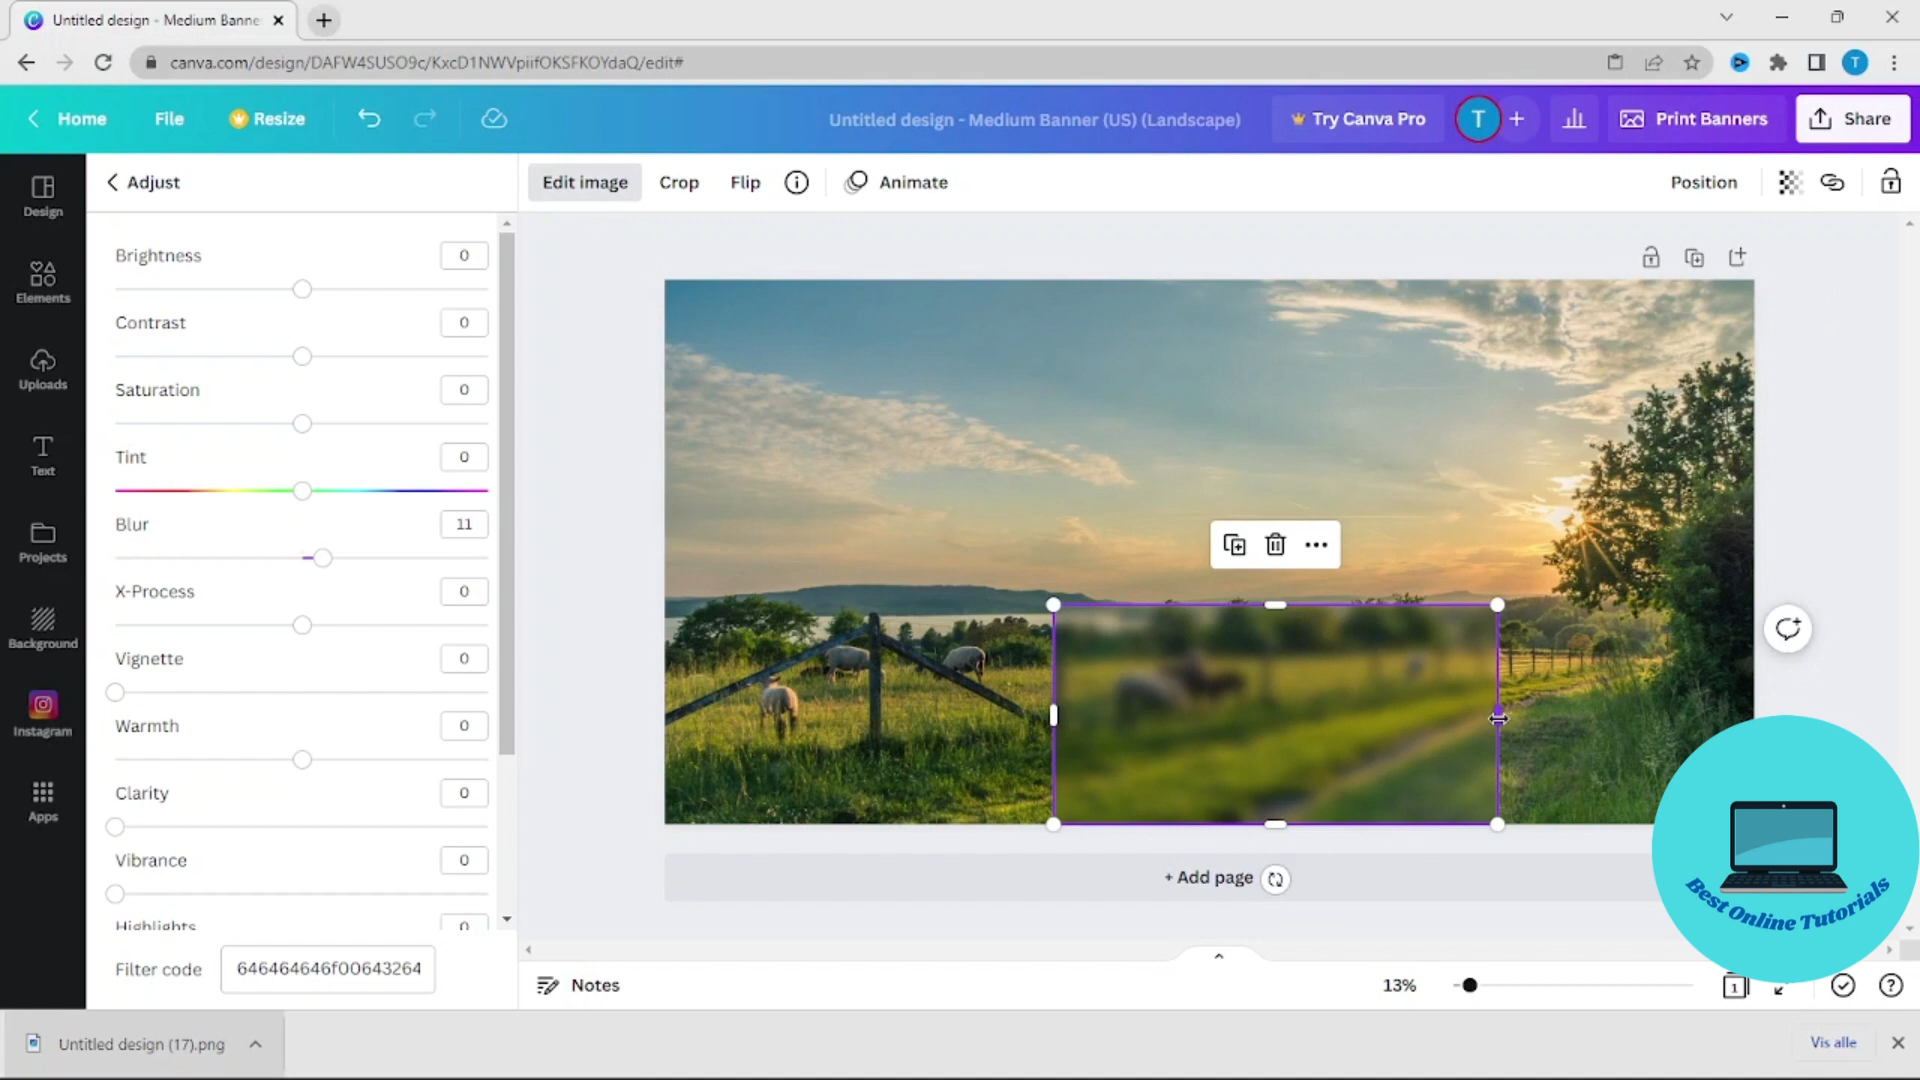 Untitled design - Medium Banne
canva.com/design/DAFW4SUSO9c/KxcD1NWVpiifOKSFKOYdaQ/edit#
T
Home
File
Resize
Untitled design - Medium Banner (US) (Landscape)
Try Canva Pro
T
Print Banners
Share
Design
Elements
Uploads
Text
Projects
Background
Instagram
Apps
Adjust
Edit image
Crop
Flip
Animate
Position
Brightness 0
Contrast 0
Saturation 0
Tint 0
Blur 11
X-Process 0
Vignette 0
Warmth 0
Clarity 0
Vibrance 0
Highlights 0
Filter code 646464646f00643264
+ Add page
Best Online Tutorials
Notes
13%
1
Untitled design (17).png
Vis alle